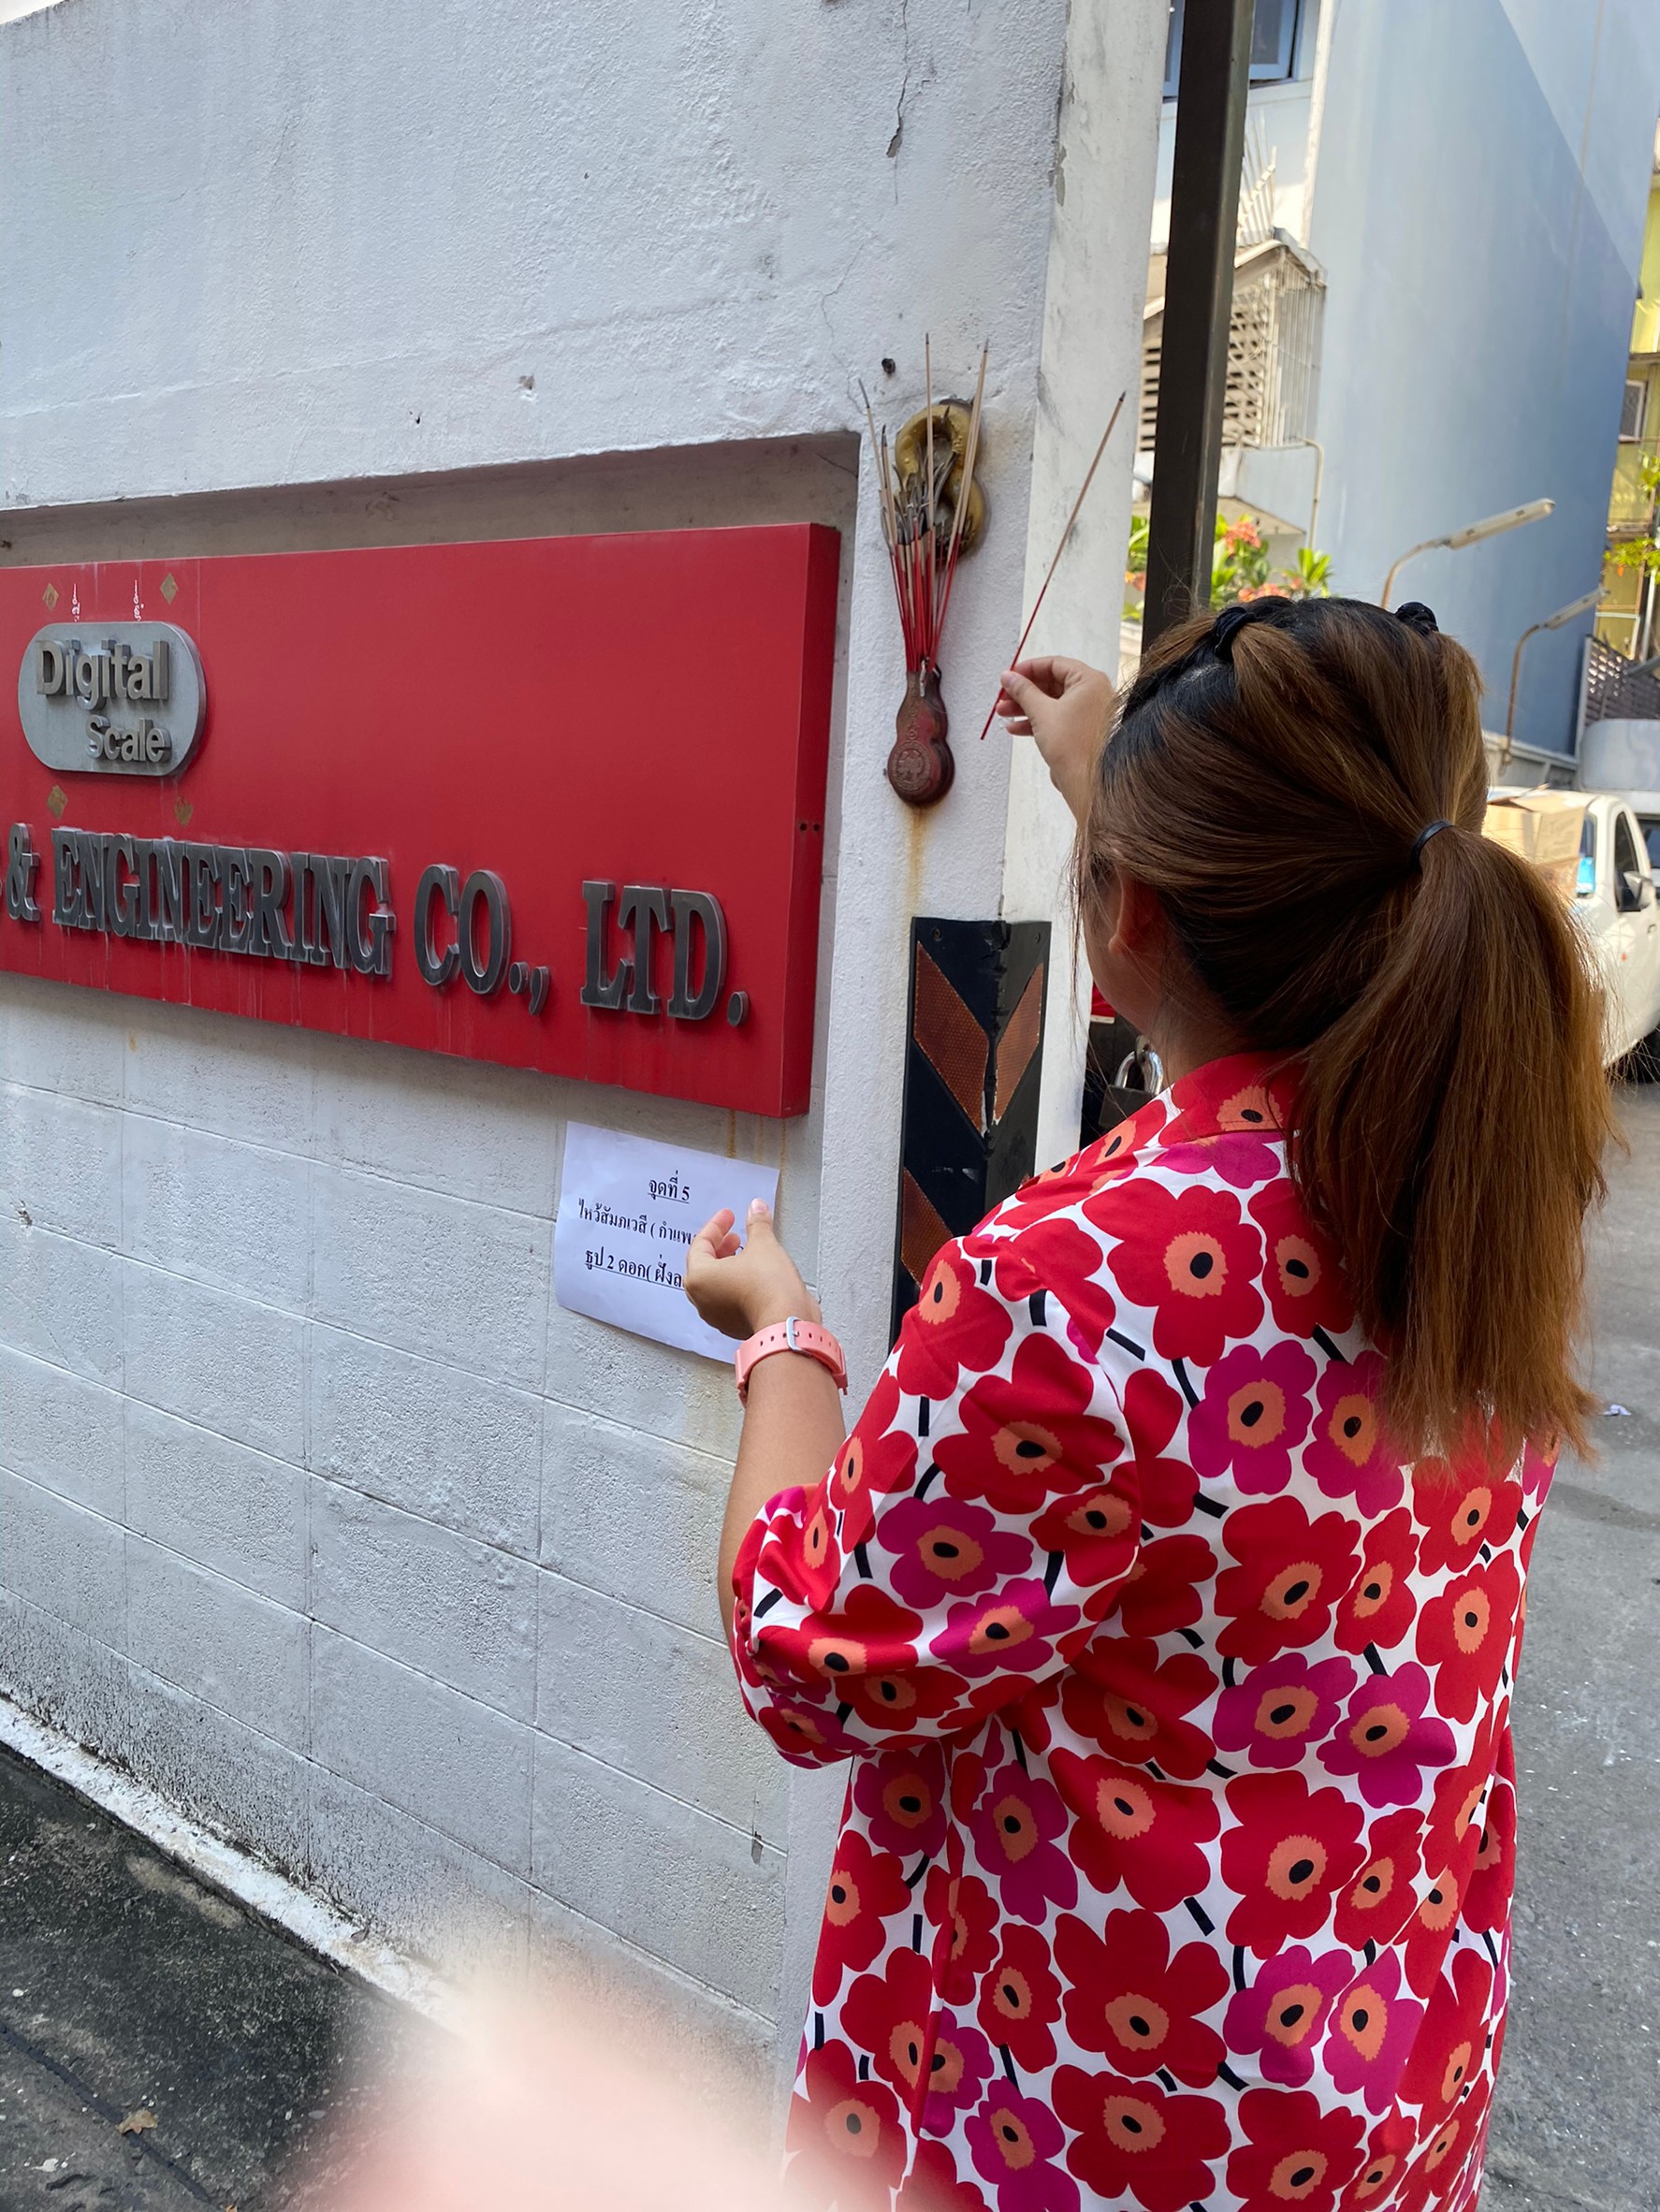 Digital
Scale
& ENGINEERING CO., LTD.
จุดที่ 5
ไหว้สัมภเวสี ( กำแพง
ธูป 2 ดอก( ฝั่งล